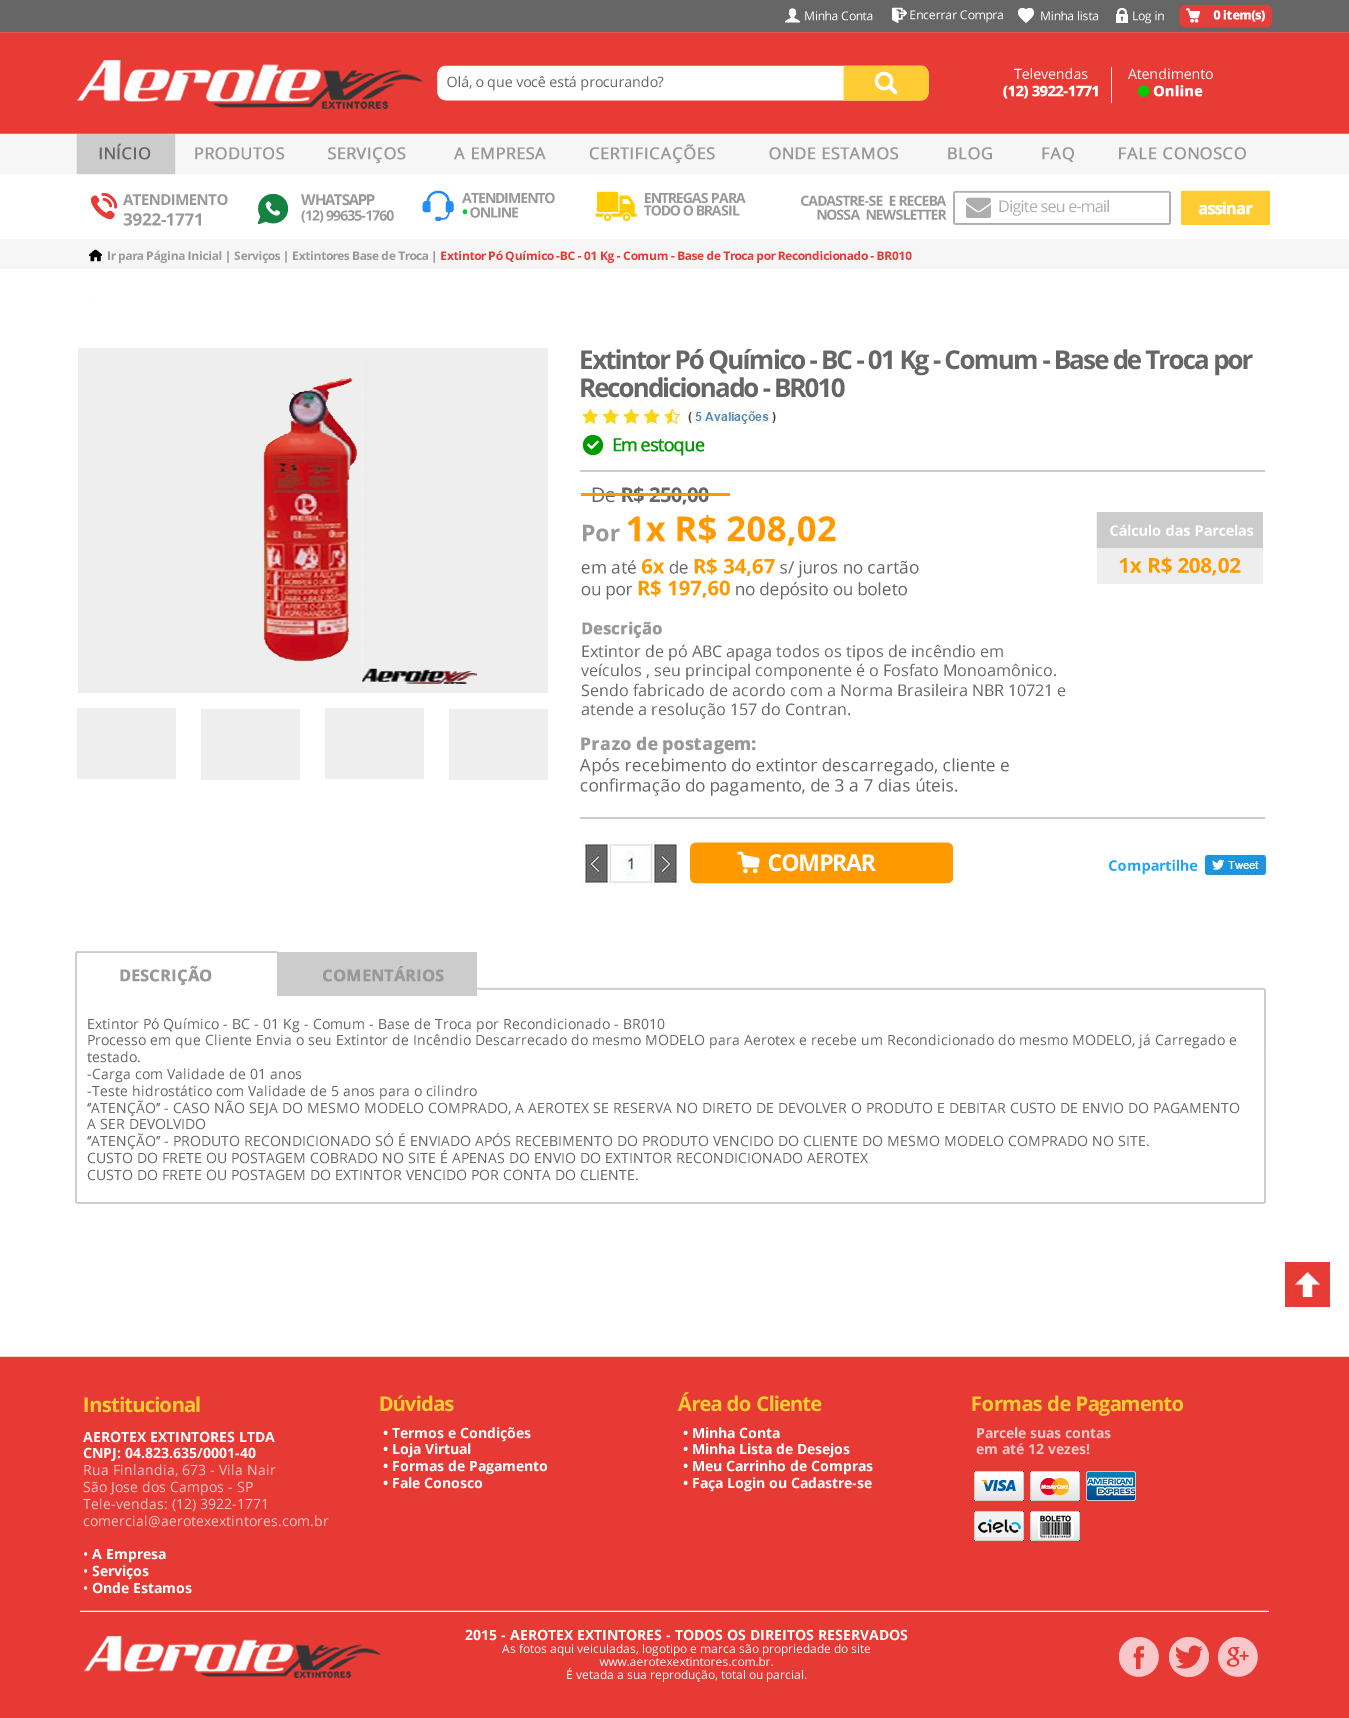 Minha Conta
Encerrar Compra
Minha lista
Log in
0 item(s)
Aerotex
EXTINTORES
Olá, o que você está procurando?
Televendas
(12) 3922-1771
Atendimento
Online
INÍCIO
PRODUTOS
SERVIÇOS
A EMPRESA
CERTIFICAÇÕES
ONDE ESTAMOS
BLOG
FAQ
FALE CONOSCO
ATENDIMENTO
3922-1771
WHATSAPP
(12) 99635-1760
ATENDIMENTO
• ONLINE
ENTREGAS PARA
TODO O BRASIL
CADASTRE-SE E RECEBA
NOSSA NEWSLETTER
Digite seu e-mail
assinar
Ir para Página Inicial | Serviços | Extintores Base de Troca | Extintor Pó Químico -BC - 01 Kg - Comum - Base de Troca por Recondicionado - BR010
Extintor Pó Químico - BC - 01 Kg - Comum - Base de Troca por
Recondicionado - BR010
( 5 Avaliações )
Em estoque
De R$ 250,00
Por 1x R$ 208,02
em até 6x de R$ 34,67 s/ juros no cartão
ou por R$ 197,60 no depósito ou boleto
Cálculo das Parcelas
1x R$ 208,02
RESIL
LEVANTE A ALÇA PARA
ROMPER O LACRE
Aerotex
Descrição
Extintor de pó ABC apaga todos os tipos de incêndio em
veículos , seu principal componente é o Fosfato Monoamônico.
Sendo fabricado de acordo com a Norma Brasileira NBR 10721 e
atende a resolução 157 do Contran.
Prazo de postagem:
Após recebimento do extintor descarregado, cliente e
confirmação do pagamento, de 3 a 7 dias úteis.
1
COMPRAR
Compartilhe
Tweet
DESCRIÇÃO
COMENTÁRIOS
Extintor Pó Químico - BC - 01 Kg - Comum - Base de Troca por Recondicionado - BR010
Processo em que Cliente Envia o seu Extintor de Incêndio Descarrecado do mesmo MODELO para Aerotex e recebe um Recondicionado do mesmo MODELO, já Carregado e
testado.
-Carga com Validade de 01 anos
-Teste hidrostático com Validade de 5 anos para o cilindro
“ATENÇÃO” - CASO NÃO SEJA DO MESMO MODELO COMPRADO, A AEROTEX SE RESERVA NO DIRETO DE DEVOLVER O PRODUTO E DEBITAR CUSTO DE ENVIO DO PAGAMENTO
A SER DEVOLVIDO
“ATENÇÃO” - PRODUTO RECONDICIONADO SÓ É ENVIADO APÓS RECEBIMENTO DO PRODUTO VENCIDO DO CLIENTE DO MESMO MODELO COMPRADO NO SITE.
CUSTO DO FRETE OU POSTAGEM COBRADO NO SITE É APENAS DO ENVIO DO EXTINTOR RECONDICIONADO AEROTEX
CUSTO DO FRETE OU POSTAGEM DO EXTINTOR VENCIDO POR CONTA DO CLIENTE.
Institucional
AEROTEX EXTINTORES LTDA
CNPJ: 04.823.635/0001-40
Rua Finlandia, 673 - Vila Nair
São Jose dos Campos - SP
Tele-vendas: (12) 3922-1771
comercial@aerotexextintores.com.br
• A Empresa
• Serviços
• Onde Estamos
Dúvidas
• Termos e Condições
• Loja Virtual
• Formas de Pagamento
• Fale Conosco
Área do Cliente
• Minha Conta
• Minha Lista de Desejos
• Meu Carrinho de Compras
• Faça Login ou Cadastre-se
Formas de Pagamento
Parcele suas contas
em até 12 vezes!
VISA
MasterCard
AMERICAN
EXPRESS
cielo
BOLETO
Aerotex
EXTINTORES
2015 - AEROTEX EXTINTORES - TODOS OS DIREITOS RESERVADOS
As fotos aqui veiculadas, logotipo e marca são propriedade do site
www.aerotexextintores.com.br.
É vetada a sua reprodução, total ou parcial.
f
g+